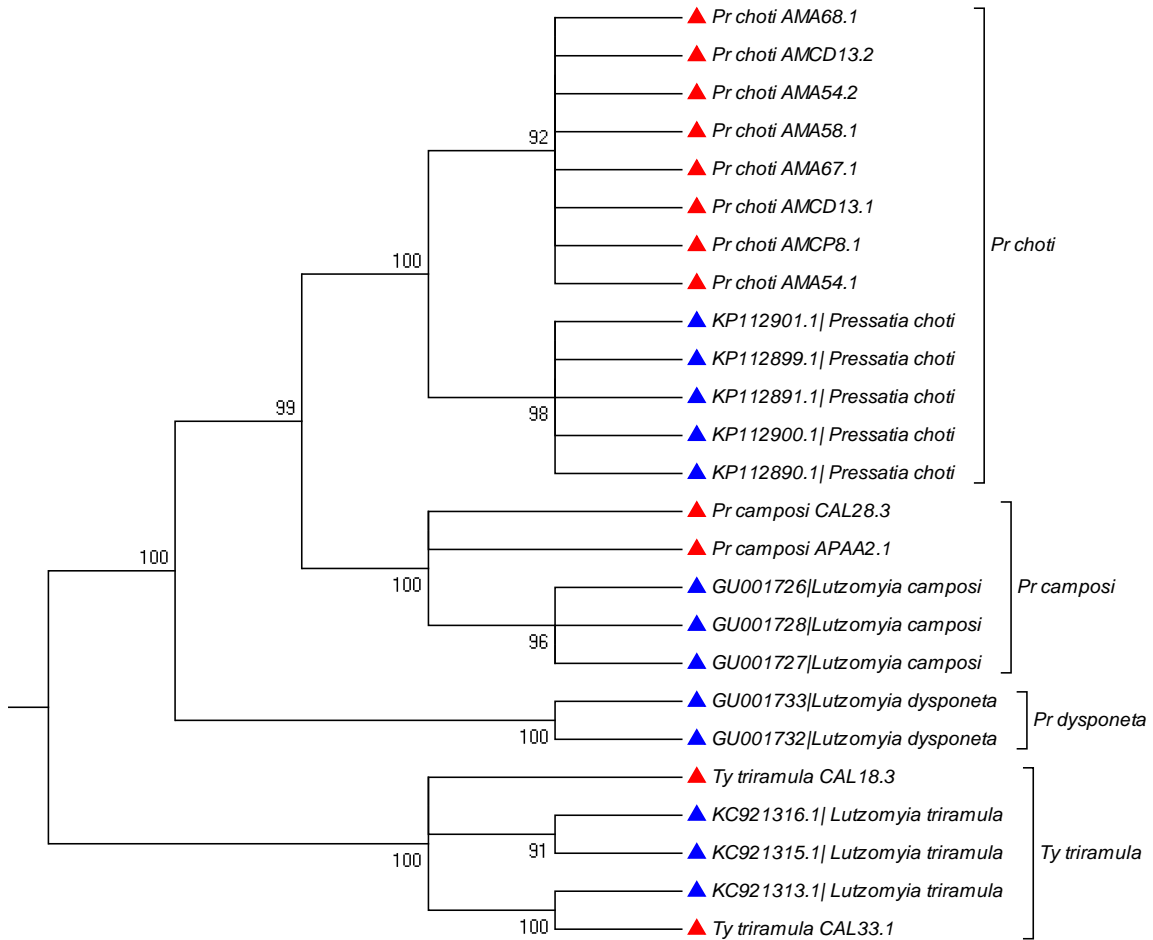 Pr choti AMA68.1
Pr choti AMCD13.2
Pr choti AMA54.2
92
Pr choti AMA58.1
Pr choti AMA67.1
Pr choti AMCD13.1
Pr choti AMCP8.1
Pr choti
100
Pr choti AMA54.1
KP112901.1| Pressatia choti
KP112899.1| Pressatia choti
KP112891.1| Pressatia choti
99
98
KP112900.1| Pressatia choti
KP112890.1| Pressatia choti
Pr camposi CAL28.3
Pr camposi APAA2.1
100
100
GU001726|Lutzomyia camposi
Pr camposi
GU001728|Lutzomyia camposi
96
GU001727|Lutzomyia camposi
GU001733|Lutzomyia dysponeta
Pr dysponeta
100
GU001732|Lutzomyia dysponeta
Ty triramula CAL18.3
KC921316.1| Lutzomyia triramula
91
KC921315.1| Lutzomyia triramula
Ty triramula
100
KC921313.1| Lutzomyia triramula
100
Ty triramula CAL33.1